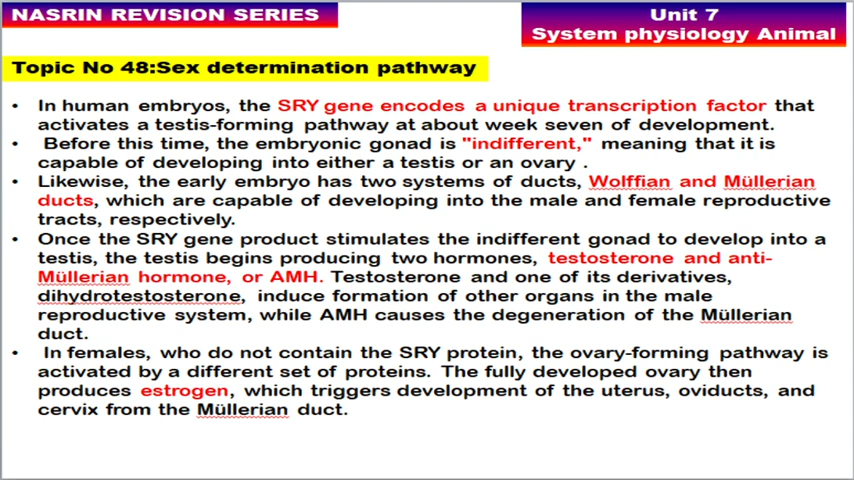 NASRIN REVISION SERIES
Unit 7
System physiology Animal
Topic No 48:Sex determination pathway
• In human embryos, the SRY gene encodes a unique transcription factor that
activates a testis-forming pathway at about week seven of development.
• Before this time, the embryonic gonad is "indifferent," meaning that it is
capable of developing into either a testis or an ovary .
• Likewise, the early embryo has two systems of ducts, Wolffian and Müllerian
ducts, which are capable of developing into the male and female reproductive
tracts, respectively.
• Once the SRY gene product stimulates the indifferent gonad to develop into a
testis, the testis begins producing two hormones, testosterone and anti-
Müllerian hormone, or AMH. Testosterone and one of its derivatives,
dihydrotestosterone, induce formation of other organs in the male
reproductive system, while AMH causes the degeneration of the Müllerian
duct.
• In females, who do not contain the SRY protein, the ovary-forming pathway is
activated by a different set of proteins. The fully developed ovary then
produces estrogen, which triggers development of the uterus, oviducts, and
cervix from the Müllerian duct.